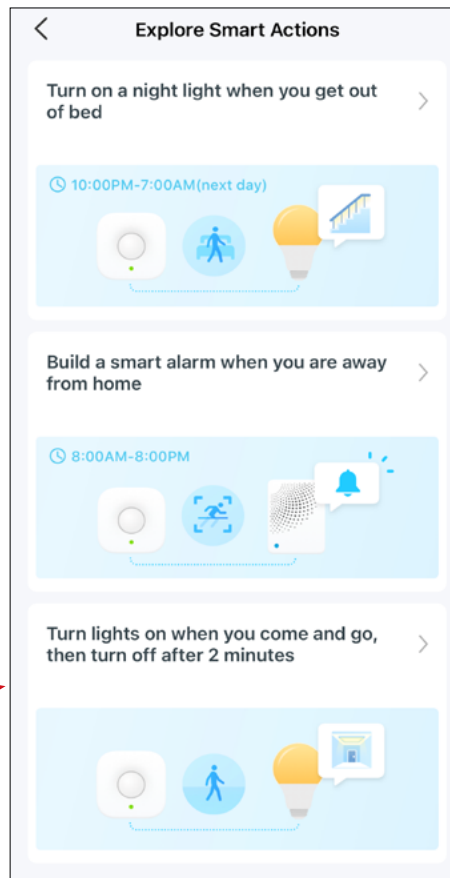 Explore Smart Actions
Turn on a night light when you get out
of bed
10:00PM-7:00AM(next day)
Build a smart alarm when you are away
from home
8:00AM-8:00PM
Turn lights on when you come and go,
then turn off after 2 minutes